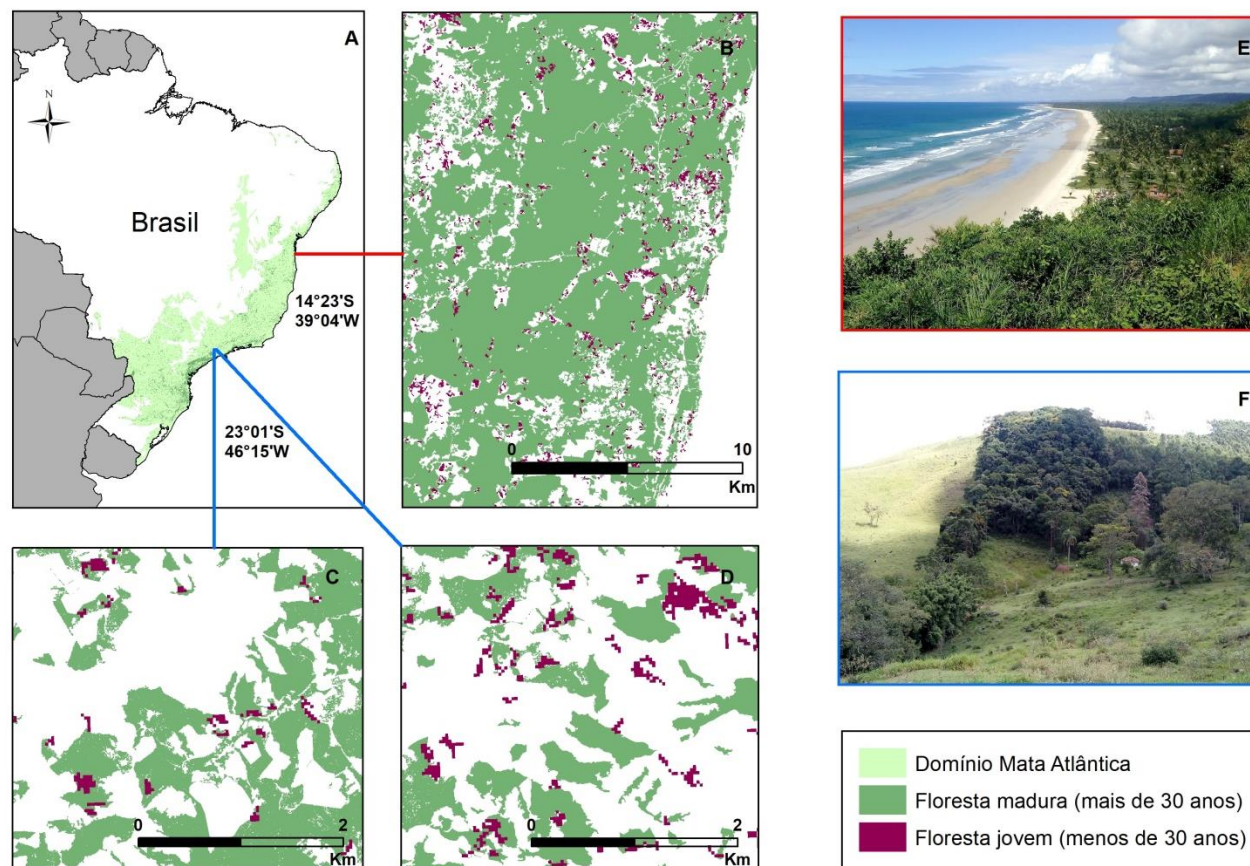 A
N
Brasil
14°23'S
39°04'W
23°01'S
46°15'W
B
0 10
Km
C
0 2
Km
D
0 2
Km
E
F
Domínio Mata Atlântica
Floresta madura (mais de 30 anos)
Floresta jovem (menos de 30 anos)